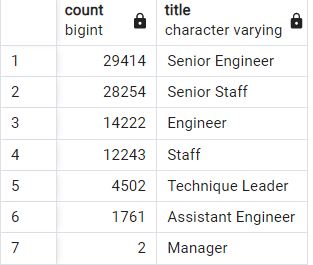 count title
bigint character varying
1 29414 Senior Engineer
2 28254 Senior Staff
3 14222 Engineer
4 12243 Staff
5 4502 Technique Leader
6 1761 Assistant Engineer
7 2 Manager